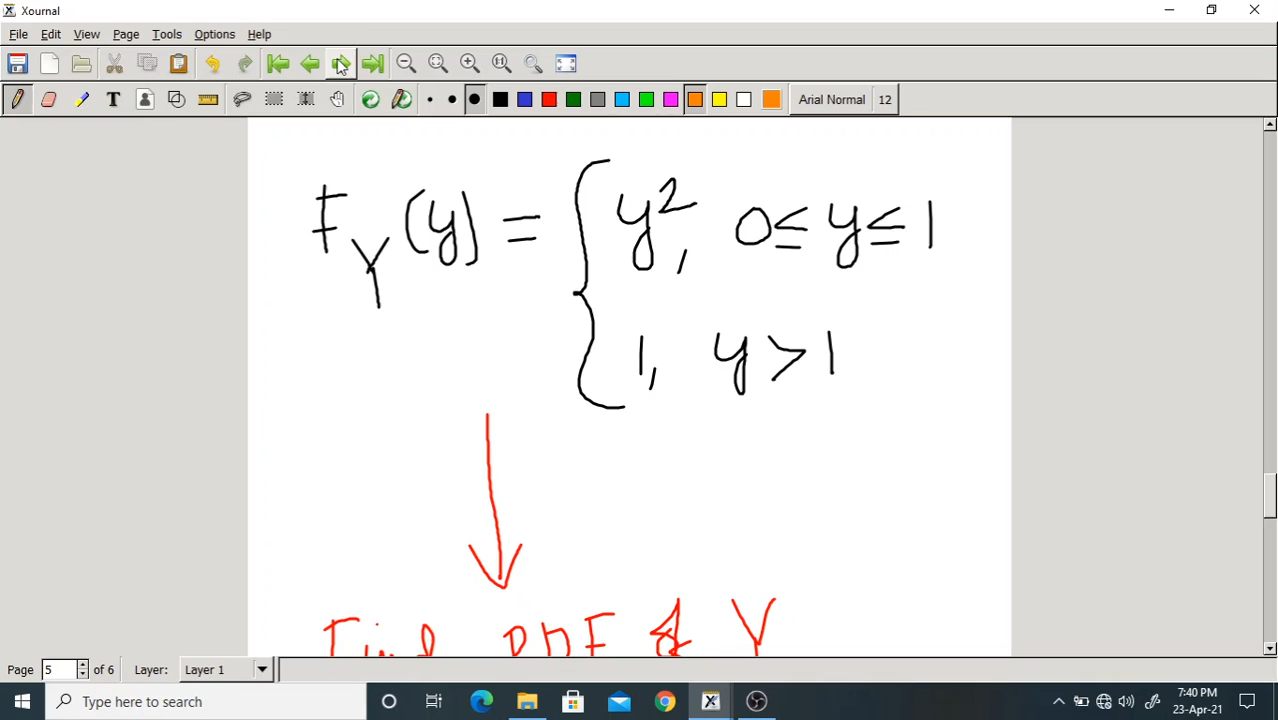 Xournal
File Edit View Page Tools Options Help
Arial Normal 12
F_Y(y) = { y², 0 ≤ y ≤ 1
1, y > 1
Find PDF of Y
Page 5 of 6 Layer: Layer 1
Type here to search
7:40 PM
23-Apr-21